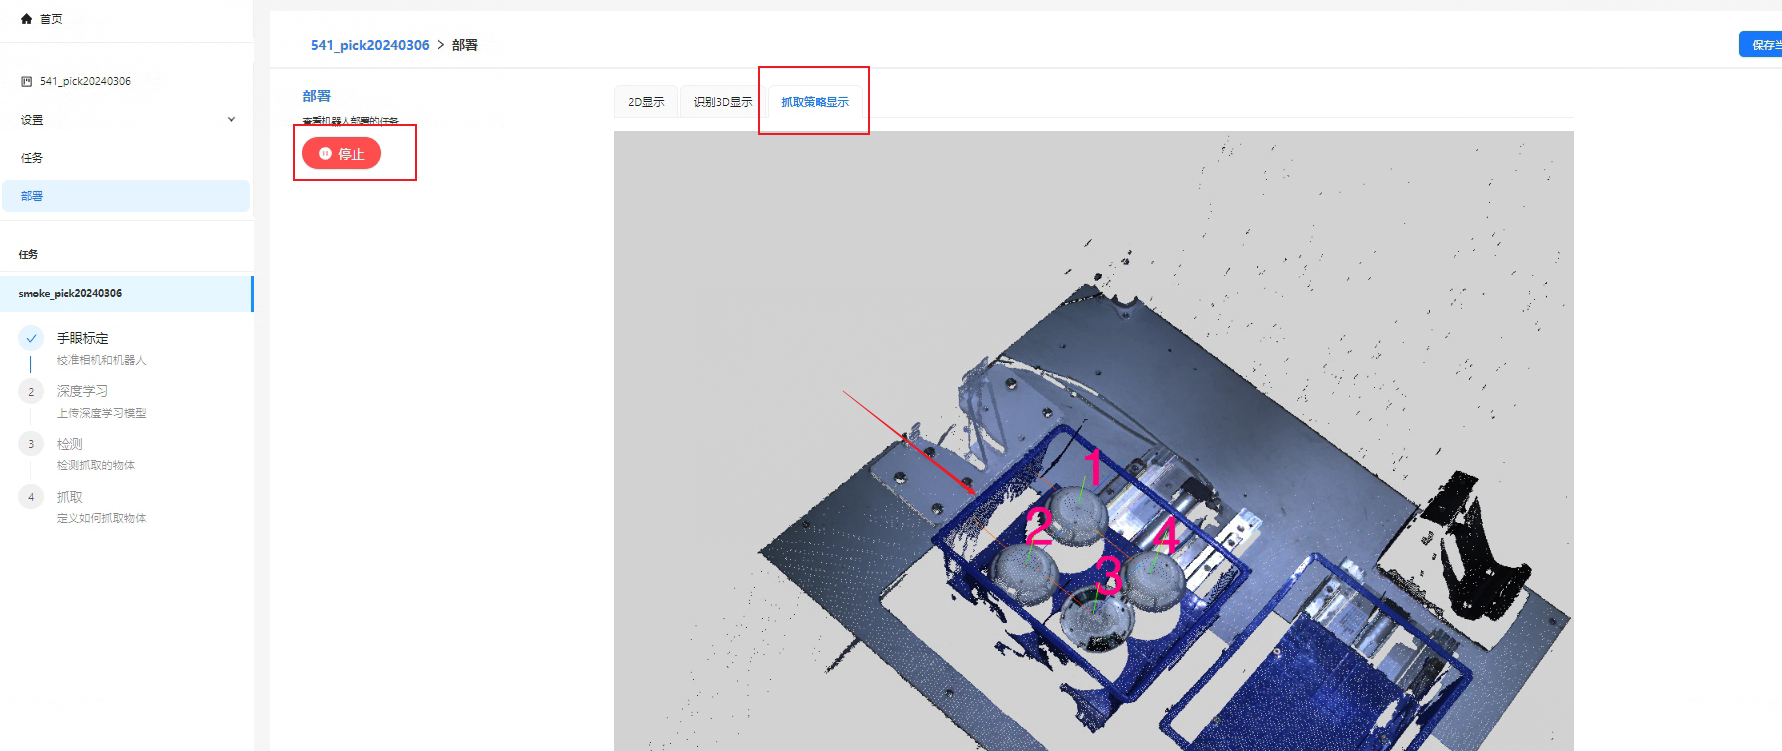 首页
541_pick20240306
设置
任务
部署
任务
smoke_pick20240306
手眼标定
校准相机和机器人
2 深度学习
上传深度学习模型
3 检测
检测抓取的物体
4 抓取
定义如何抓取物体
541_pick20240306 > 部署
保存当
部署
查看机器人部署的任务
停止
2D显示 识别3D显示 抓取策略显示
1
2
4
3